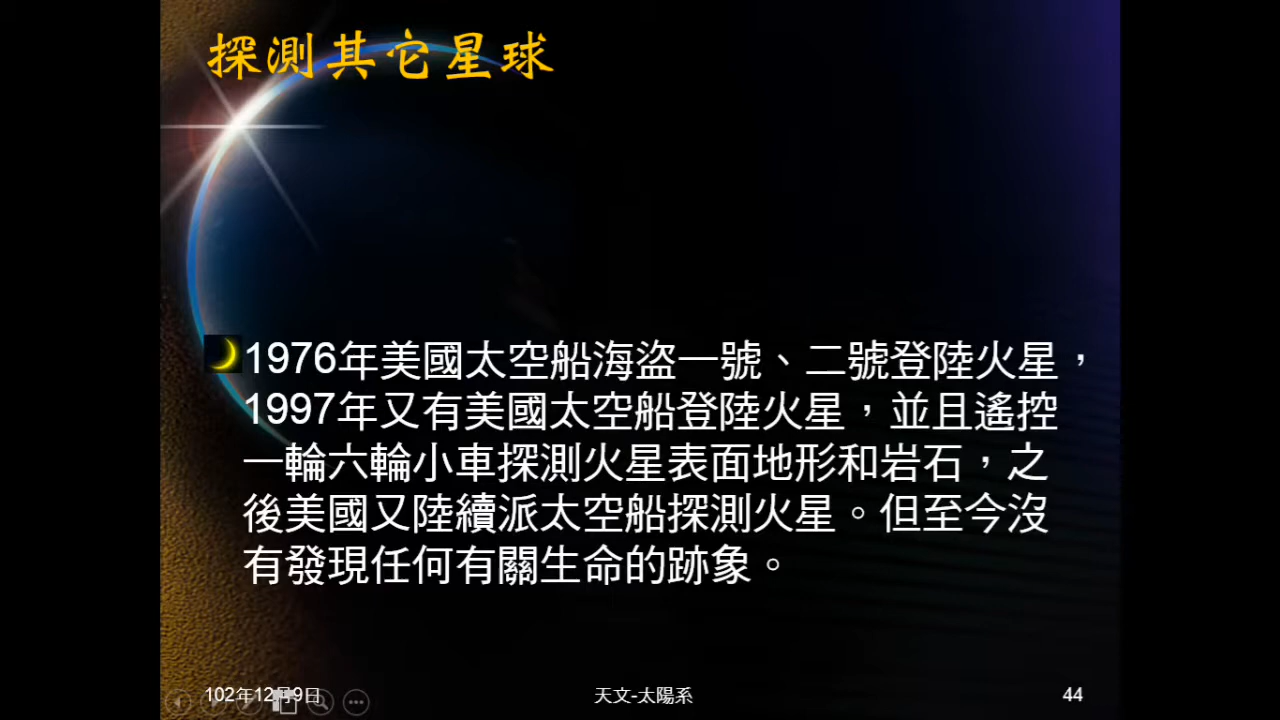 探測其它星球
1976年美國太空船海盜一號、二號登陸火星，
1997年又有美國太空船登陸火星，並且遙控
一輪六輪小車探測火星表面地形和岩石，之
後美國又陸續派太空船探測火星。但至今沒
有發現任何有關生命的跡象。
102年12月9日
天文-太陽系
44